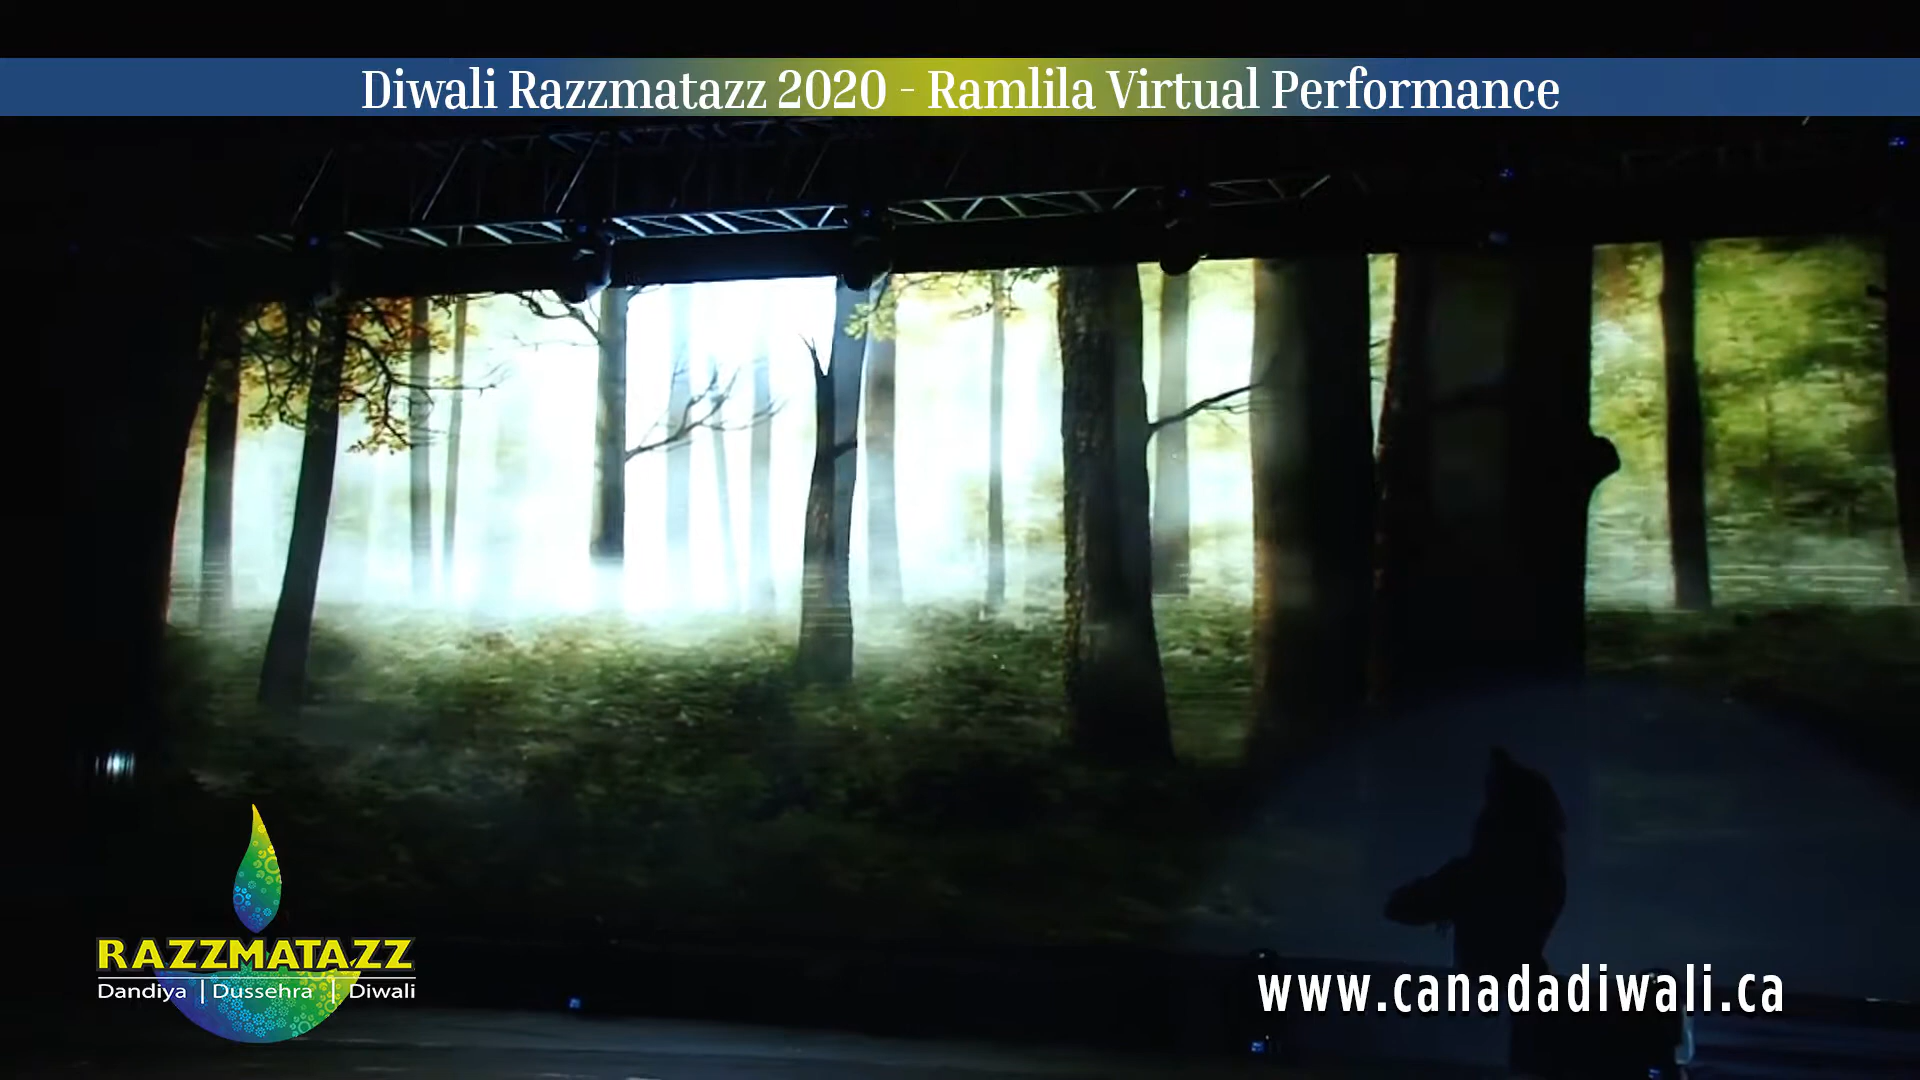 Diwali Razzmatazz 2020 - Ramlila Virtual Performance
RAZZMATAZZ
Dandiya | Dussehra | Diwali
www.canadadiwali.ca